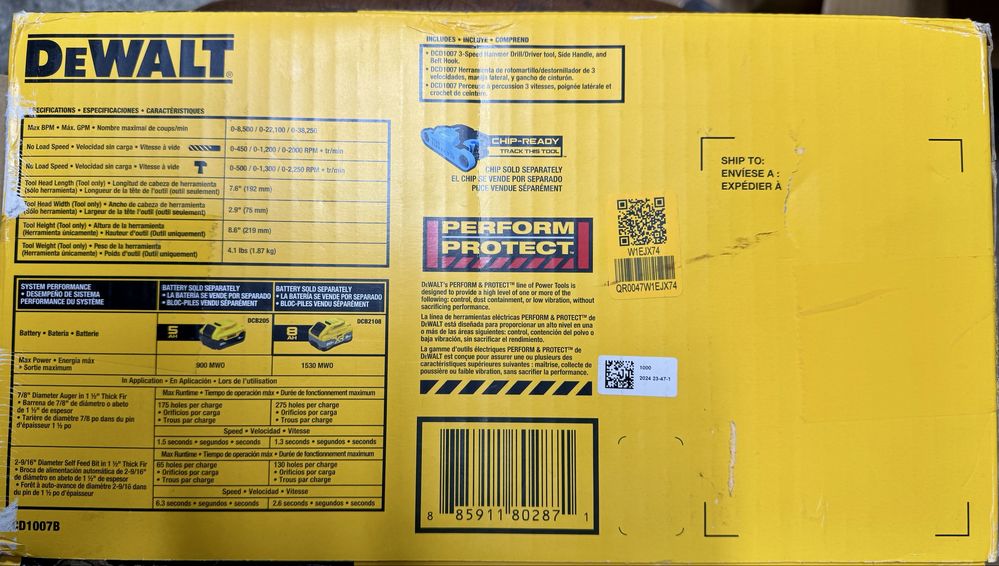 DEWALT®
SPECIFICATIONS • ESPECIFICACIONES • CARACTÉRISTIQUES
Max BPM • Máx. GPM • Nombre maximal de coups/min
0-8,500 / 0-22,100 / 0-38,250
No Load Speed • Velocidad sin carga • Vitesse à vide
0-450 / 0-1,200 / 0-2000 RPM • tr/min
No Load Speed • Velocidad sin carga • Vitesse à vide
0-500 / 0-1,300 / 0-2,250 RPM • tr/min
Tool Head Length (Tool only) • Longitud de cabeza de herramienta
(sólo herramienta) • Longueur de la tête de l'outil (outil seulement)
7.6" (192 mm)
Tool Head Width (Tool only) • Ancho de cabeza de herramienta
(sólo herramienta) • Largeur de la tête de l'outil (outil seulement)
2.9" (75 mm)
Tool Height (Tool only) • Altura de la herramienta
(Herramienta únicamente) • Hauteur d'outil (Outil uniquement)
8.6" (219 mm)
Tool Weight (Tool only) • Peso de la herramienta
(Herramienta únicamente) • Poids d'outil (Outil uniquement)
4.1 lbs (1.87 kg)
SYSTEM PERFORMANCE
• DESEMPEÑO DE SISTEMA
PERFORMANCE DU SYSTÈME
BATTERY SOLD SEPARATELY
• LA BATERÍA SE VENDE POR SEPARADO
• BLOC-PILES VENDU SÉPARÉMENT
BATTERY SOLD SEPARATELY
• LA BATERÍA SE VENDE POR SEPARADO
• BLOC-PILES VENDU SÉPARÉMENT
Battery • Batería • Batterie
5 AH
DCB205
8 AH
DCB2108
Max Power • Energía máx
• Sortie maximum
900 MWO
1530 MWO
In Application • En Aplicación • Lors de l'utilisation
7/8" Diameter Auger in 1 ½" Thick Fir
• Barrena de 7/8" de diámetro o abeto
de 1 ½" de espesor
• Tarière de diamètre 7/8 po dans du pin
d'épaisseur 1 ½ po
Max Runtime • Tiempo de operación máx • Durée de fonctionnement maximum
175 holes per charge
• Orificios por carga
• Trous par charge
275 holes per charge
• Orificios por carga
• Trous par charge
Speed • Velocidad • Vitesse
1.5 seconds • segundos • secondes
1.3 seconds • segundos • secondes
2-9/16" Diameter Self Feed Bit in 1 ½" Thick Fir
• Broca de alimentación automática de 2-9/16"
de diámetro en abeto de 1 ½" de espesor
• Forêt à auto-avance de diamètre 2-9/16 dans
du pin de 1 ½ po d'épaisseur
Max Runtime • Tiempo de operación máx • Durée de fonctionnement maximum
65 holes per charge
• Orificios por carga
• Trous par charge
130 holes per charge
• Orificios por carga
• Trous par charge
Speed • Velocidad • Vitesse
6.3 seconds • segundos • secondes
2.6 seconds • segundos • secondes
CD1007B
INCLUDES • INCLUYE • COMPREND
• DCD1007 3-Speed Hammer Drill/Driver tool, Side Handle, and
Belt Hook.
• DCD1007 Herramienta de rotomartillo/destornillador de 3
velocidades, manija lateral, y gancho de cinturón.
• DCD1007 Perceuse à percussion 3 vitesses, poignée latérale et
crochet de ceinture.
CHIP-READY
TRACK THIS TOOL
CHIP SOLD SEPARATELY
EL CHIP SE VENDE POR SEPARADO
PUCE VENDUE SÉPARÉMENT
PERFORM
PROTECT™
DEWALT's PERFORM & PROTECT™ line of Power Tools is
designed to provide a high level of one or more of the
following: control, dust containment, or low vibration, without
sacrificing performance.
La línea de herramientas eléctricas PERFORM & PROTECT™ de
DEWALT está diseñada para proporcionar un alto nivel en uno
o más de las áreas siguientes: control, contención del polvo o
baja vibración, sin sacrificar el rendimiento.
La gamme d'outils électriques PERFORM & PROTECT™ de
DEWALT est conçue pour assurer une ou plusieurs des
caractéristiques supérieures suivantes : maîtrise, collecte de
poussière ou faible vibration, sans sacrifier la performance.
8 85911 80287 1
W1EJX74
QR0047W1EJX74
1000
2024 23-47-1
SHIP TO:
ENVÍESE A :
EXPÉDIER À